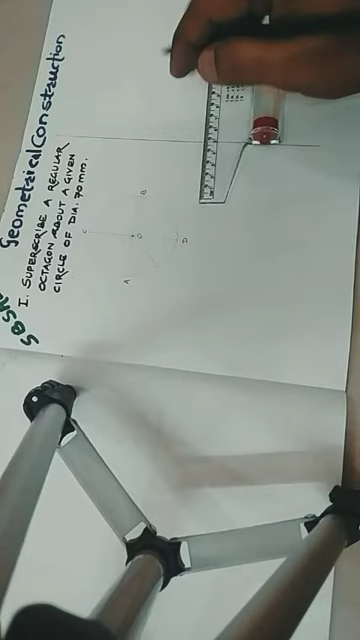 Geometrical Construction
I. SUPERSCRIBE A REGULAR
OCTAGON ABOUT A GIVEN
CIRCLE OF DIA. 70 mm.
B
C
O
D
A